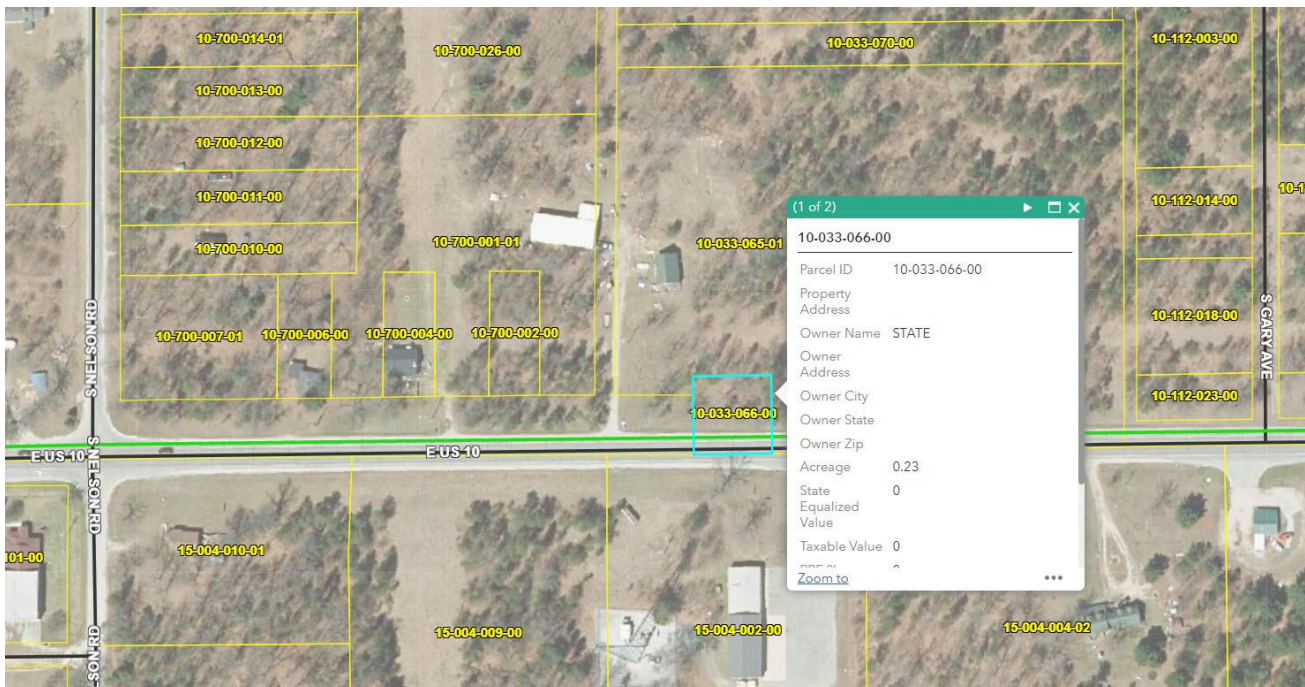 10-700-014-01
10-700-026-00
10-033-070-00
10-112-003-00
10-700-013-00
10-700-012-00
10-700-011-00
10-112-014-00
10-700-001-01
10-033-065-01
10-700-010-00
10-112-018-00
S NELSON RD
S GARY AVE
10-700-007-01
10-700-006-00
10-700-004-00
10-700-002-00
10-112-023-00
10-033-066-00
E US 10
E US 10
S NELSON RD
15-004-010-01
15-004-009-00
15-004-002-00
15-004-004-02
(1 of 2)
10-033-066-00
Parcel ID 10-033-066-00
Property
Address
Owner Name STATE
Owner
Address
Owner City
Owner State
Owner Zip
Acreage 0.23
State
Equalized
Value 0
Taxable Value 0
Zoom to